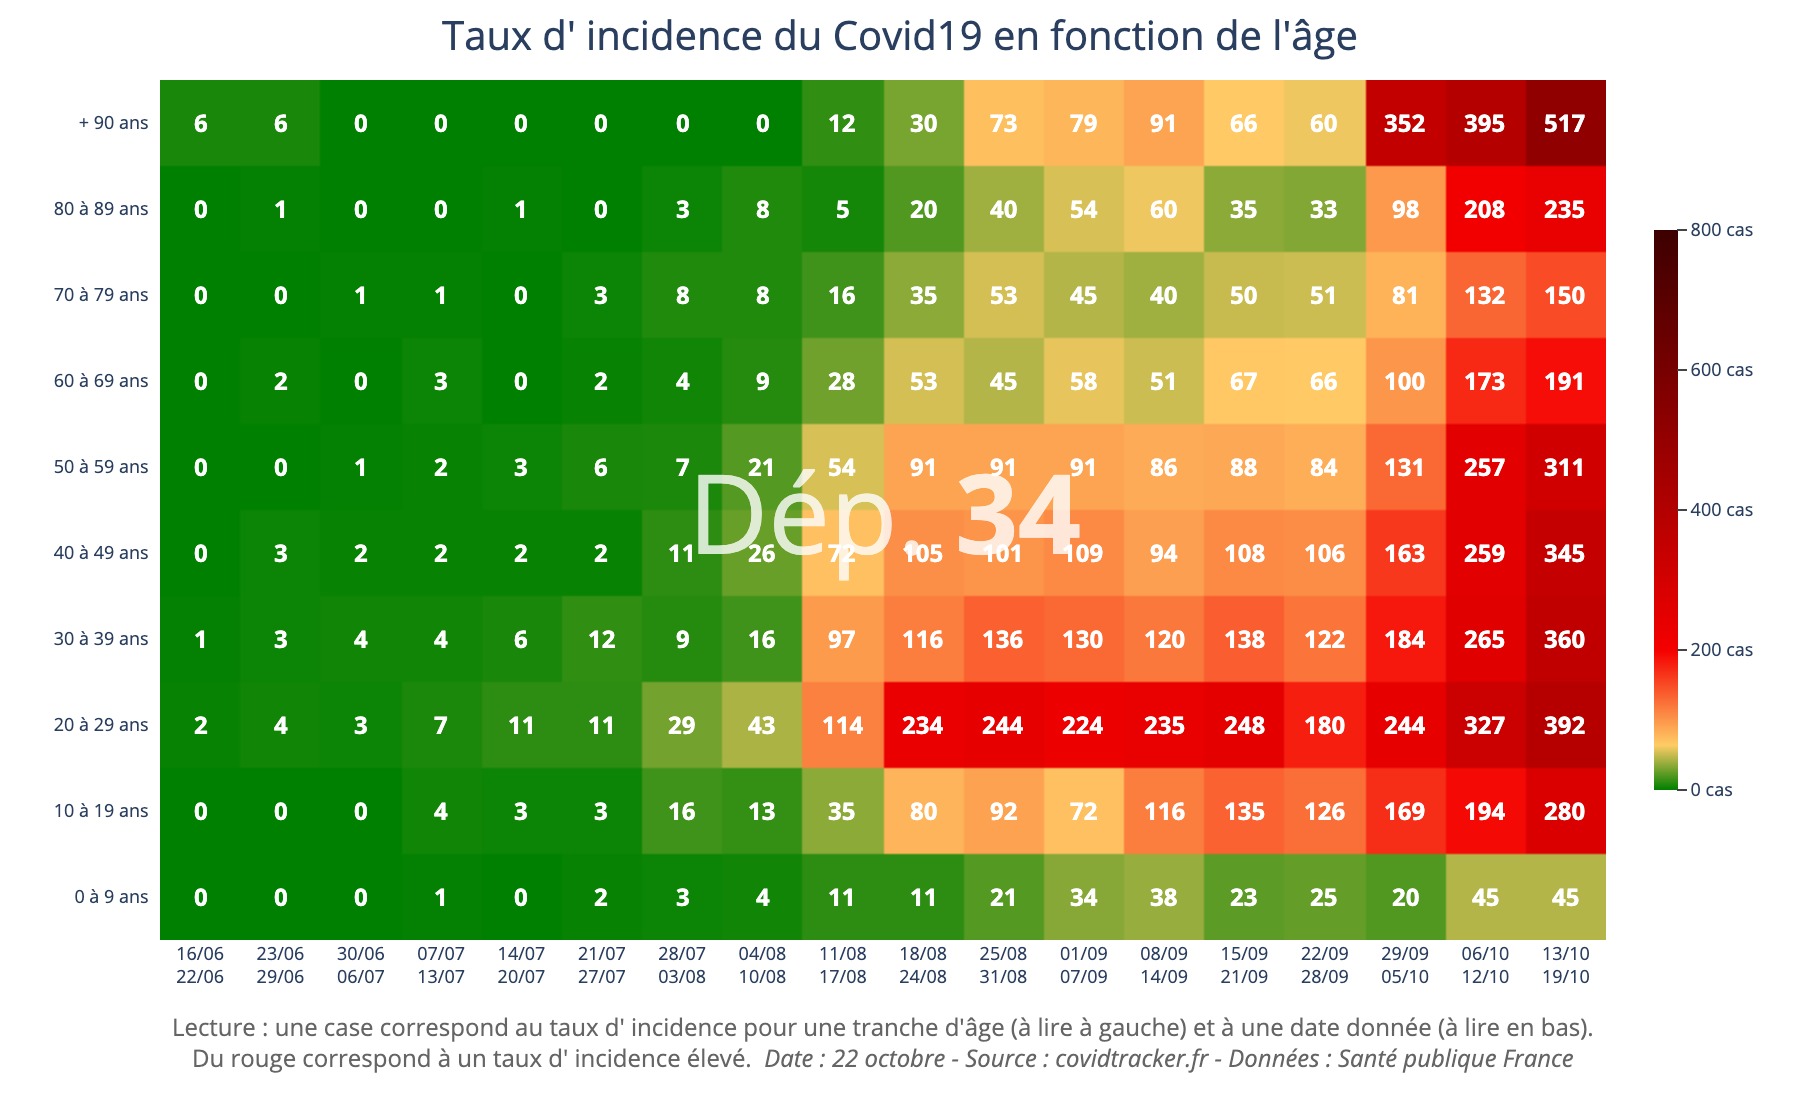 Taux d' incidence du Covid19 en fonction de l'âge
+ 90 ans 6 6 0 0 0 0 0 0 12 30 73 79 91 66 60 352 395 517
80 à 89 ans 0 1 0 0 1 0 3 8 5 20 40 54 60 35 33 98 208 235
70 à 79 ans 0 0 1 1 0 3 8 8 16 35 53 45 40 50 51 81 132 150
60 à 69 ans 0 2 0 3 0 2 4 9 28 53 45 58 51 67 66 100 173 191
50 à 59 ans 0 0 1 2 3 6 7 21 54 91 91 91 86 88 84 131 257 311
Dép. 34
40 à 49 ans 0 3 2 2 2 2 11 26 72 105 101 109 94 108 106 163 259 345
30 à 39 ans 1 3 4 4 6 12 9 16 97 116 136 130 120 138 122 184 265 360
20 à 29 ans 2 4 3 7 11 11 29 43 114 234 244 224 235 248 180 244 327 392
10 à 19 ans 0 0 0 4 3 3 16 13 35 80 92 72 116 135 126 169 194 280
0 à 9 ans 0 0 0 1 0 2 3 4 11 11 21 34 38 23 25 20 45 45
16/06 23/06 30/06 07/07 14/07 21/07 28/07 04/08 11/08 18/08 25/08 01/09 08/09 15/09 22/09 29/09 06/10 13/10
22/06 29/06 06/07 13/07 20/07 27/07 03/08 10/08 17/08 24/08 31/08 07/09 14/09 21/09 28/09 05/10 12/10 19/10
800 cas
600 cas
400 cas
200 cas
0 cas
Lecture : une case correspond au taux d' incidence pour une tranche d'âge (à lire à gauche) et à une date donnée (à lire en bas).
Du rouge correspond à un taux d' incidence élevé. Date : 22 octobre - Source : covidtracker.fr - Données : Santé publique France